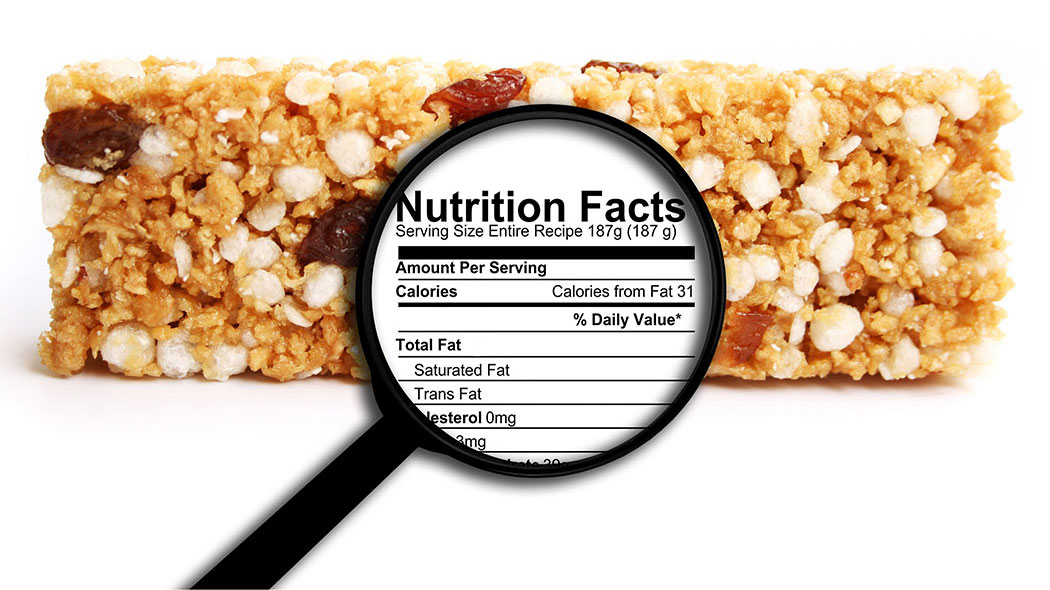 Nutrition Facts
Serving Size Entire Recipe 187g (187 g)
Amount Per Serving
Calories Calories from Fat 31
% Daily Value*
Total Fat
Saturated Fat
Trans Fat
lesterol 0mg
3mg